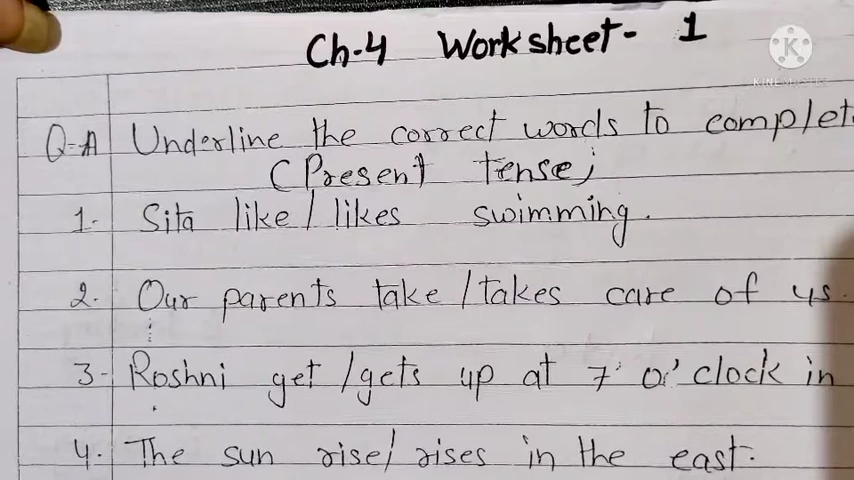 Ch-4 Worksheet- 1
K
KINEMASTER
Q-A Underline the correct words to complet
(Present tense)
1. Sita like/likes swimming.
2. Our parents take/takes care of us.
3- Roshni get/gets up at 7 o'clock in
4. The sun rise/rises in the east.